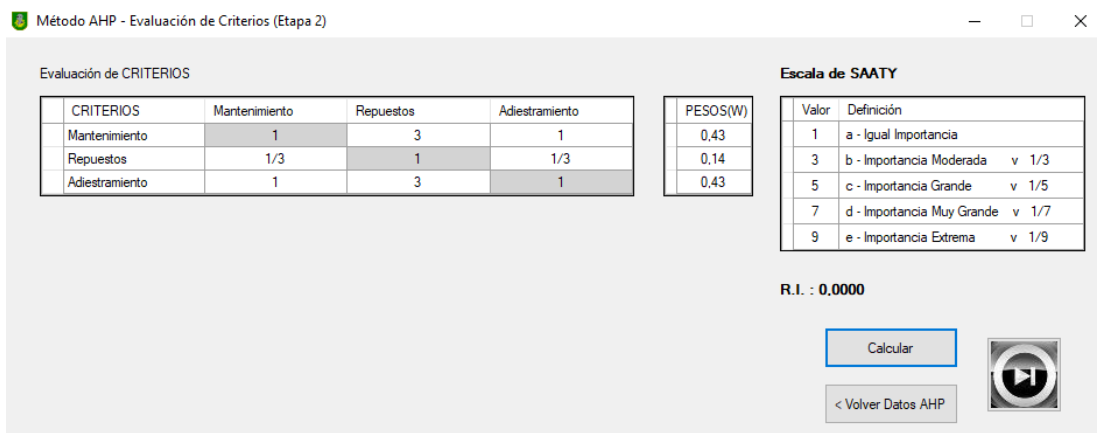 Método AHP - Evaluación de Criterios (Etapa 2)
Evaluación de CRITERIOS
CRITERIOS Mantenimiento Repuestos Adiestramiento
Mantenimiento 1 3 1
Repuestos 1/3 1 1/3
Adiestramiento 1 3 1
PESOS(W)
0,43
0,14
0,43
Escala de SAATY
Valor Definición
1 a - Igual Importancia
3 b - Importancia Moderada v 1/3
5 c - Importancia Grande v 1/5
7 d - Importancia Muy Grande v 1/7
9 e - Importancia Extrema v 1/9
R.I. : 0,0000
Calcular
< Volver Datos AHP